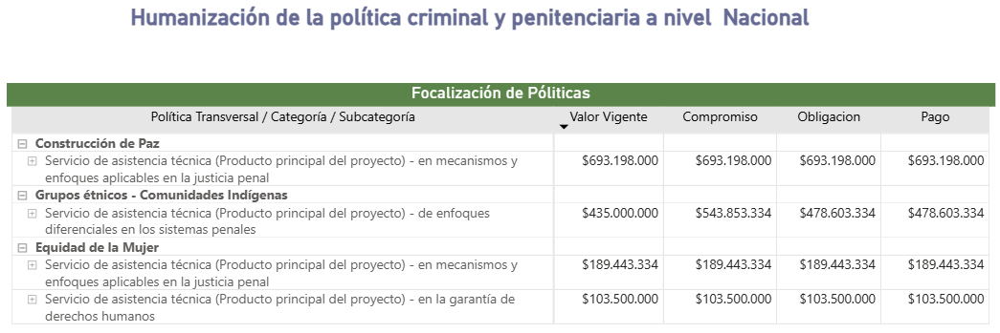 Humanización de la política criminal y penitenciaria a nivel Nacional
Focalización de Póliticas
Política Transversal / Categoría / Subcategoría Valor Vigente Compromiso Obligacion Pago
Construcción de Paz
Servicio de asistencia técnica (Producto principal del proyecto) - en mecanismos y $693.198.000 $693.198.000 $693.198.000 $693.198.000
enfoques aplicables en la justicia penal
Grupos étnicos - Comunidades Indígenas
Servicio de asistencia técnica (Producto principal del proyecto) - de enfoques $435.000.000 $543.853.334 $478.603.334 $478.603.334
diferenciales en los sistemas penales
Equidad de la Mujer
Servicio de asistencia técnica (Producto principal del proyecto) - en mecanismos y $189.443.334 $189.443.334 $189.443.334 $189.443.334
enfoques aplicables en la justicia penal
Servicio de asistencia técnica (Producto principal del proyecto) - en la garantía de $103.500.000 $103.500.000 $103.500.000 $103.500.000
derechos humanos